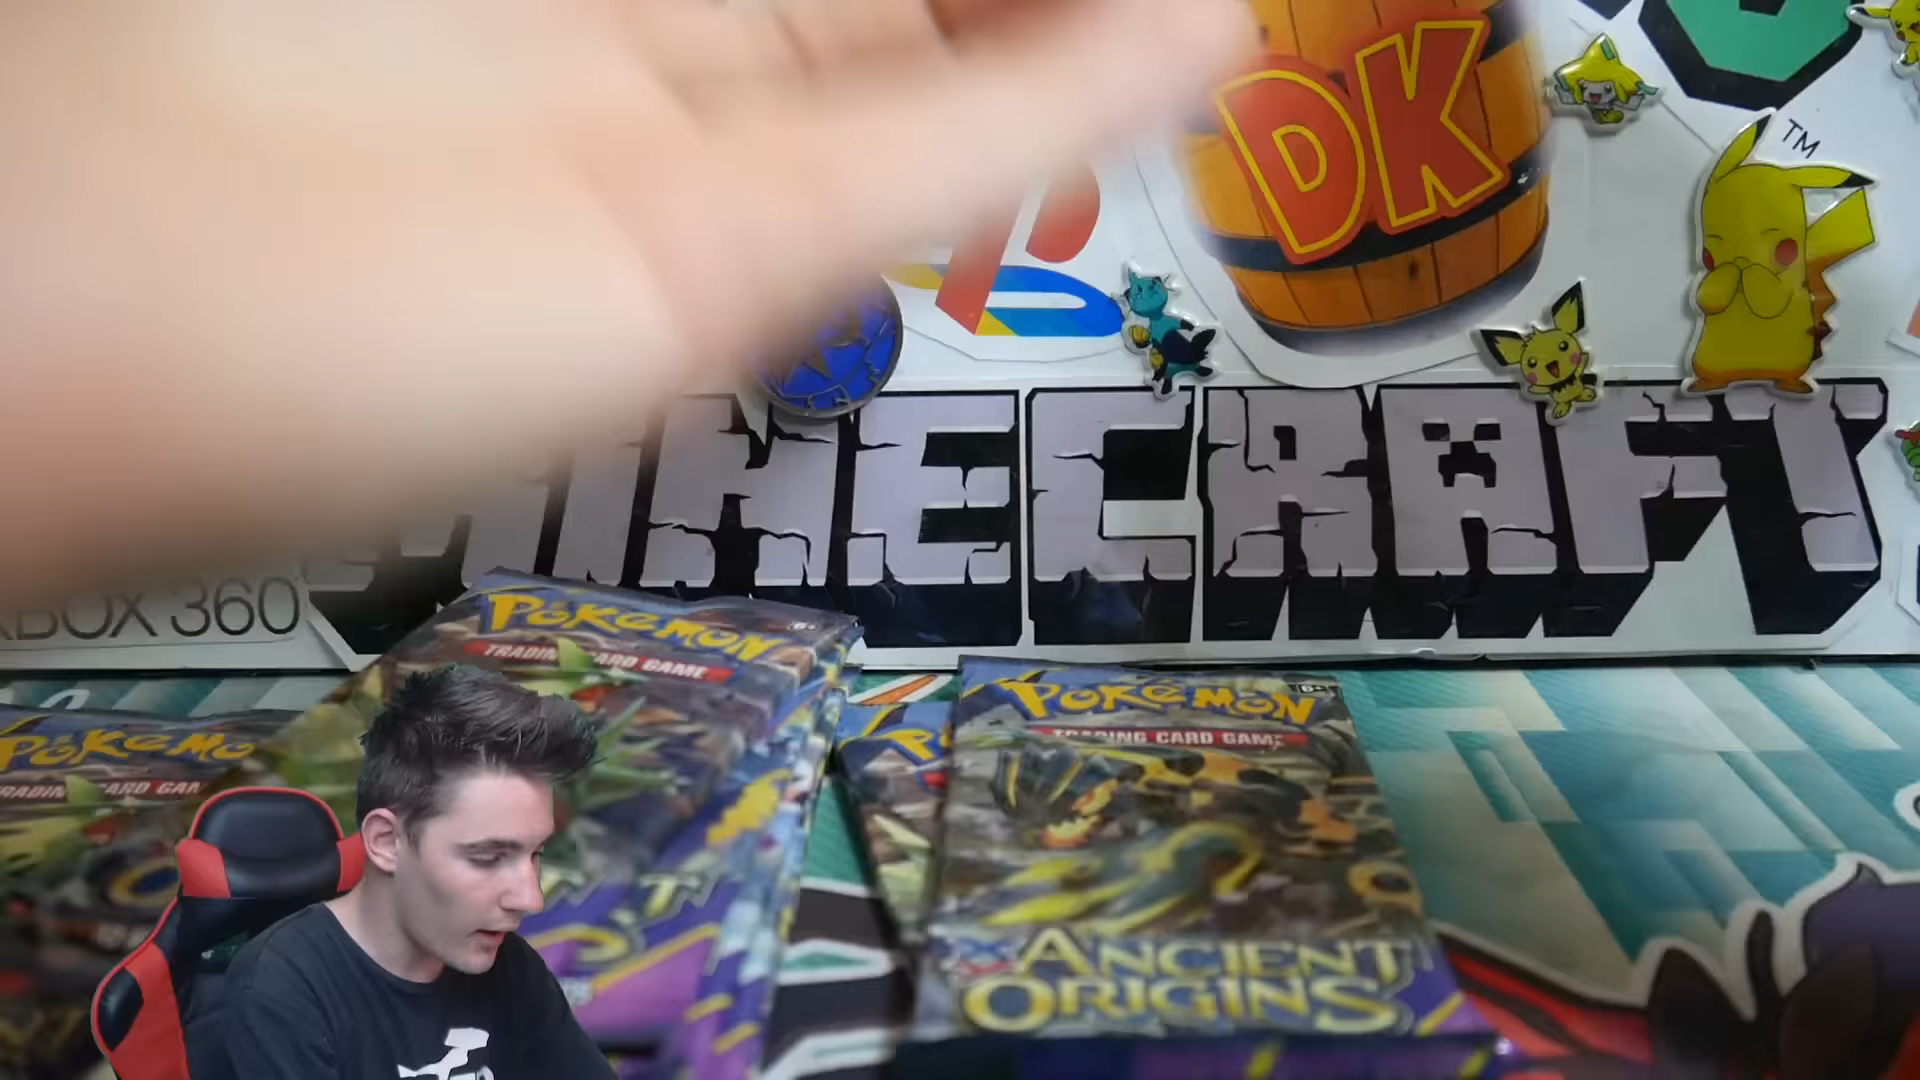 DK
TM
MINECRAFT
XBOX 360
POKéMON
TRADING CARD GAME
POKéMON
TRADING CARD GAME
POKéMON
TRADING CARD GAME
6+
XY
ANCIENT
ORIGINS